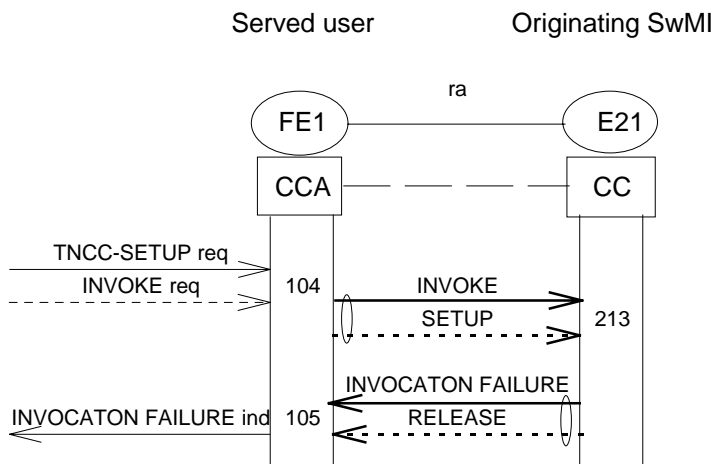 Served user
Originating SwMI
ra
FE1
E21
CCA
CC
TNCC-SETUP req
INVOKE req
104
INVOKE
SETUP
213
INVOCATON FAILURE
INVOCATON FAILURE ind
105
RELEASE